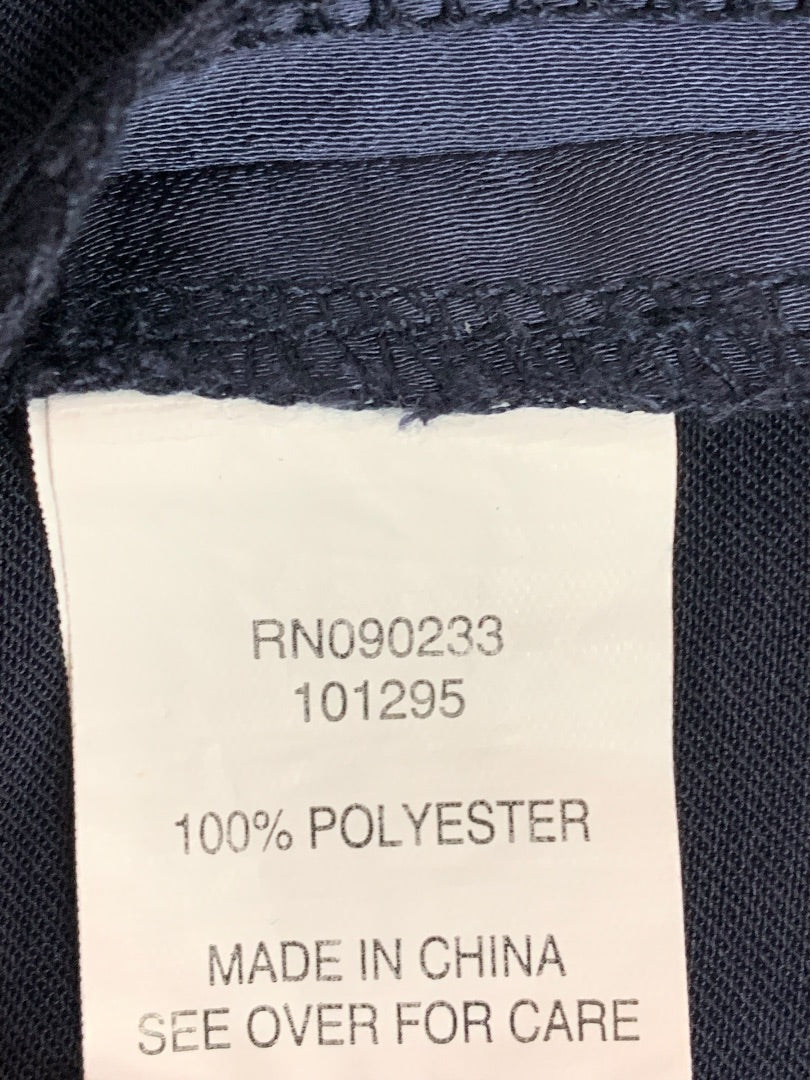 RN090233
101295
100% POLYESTER
MADE IN CHINA
SEE OVER FOR CARE